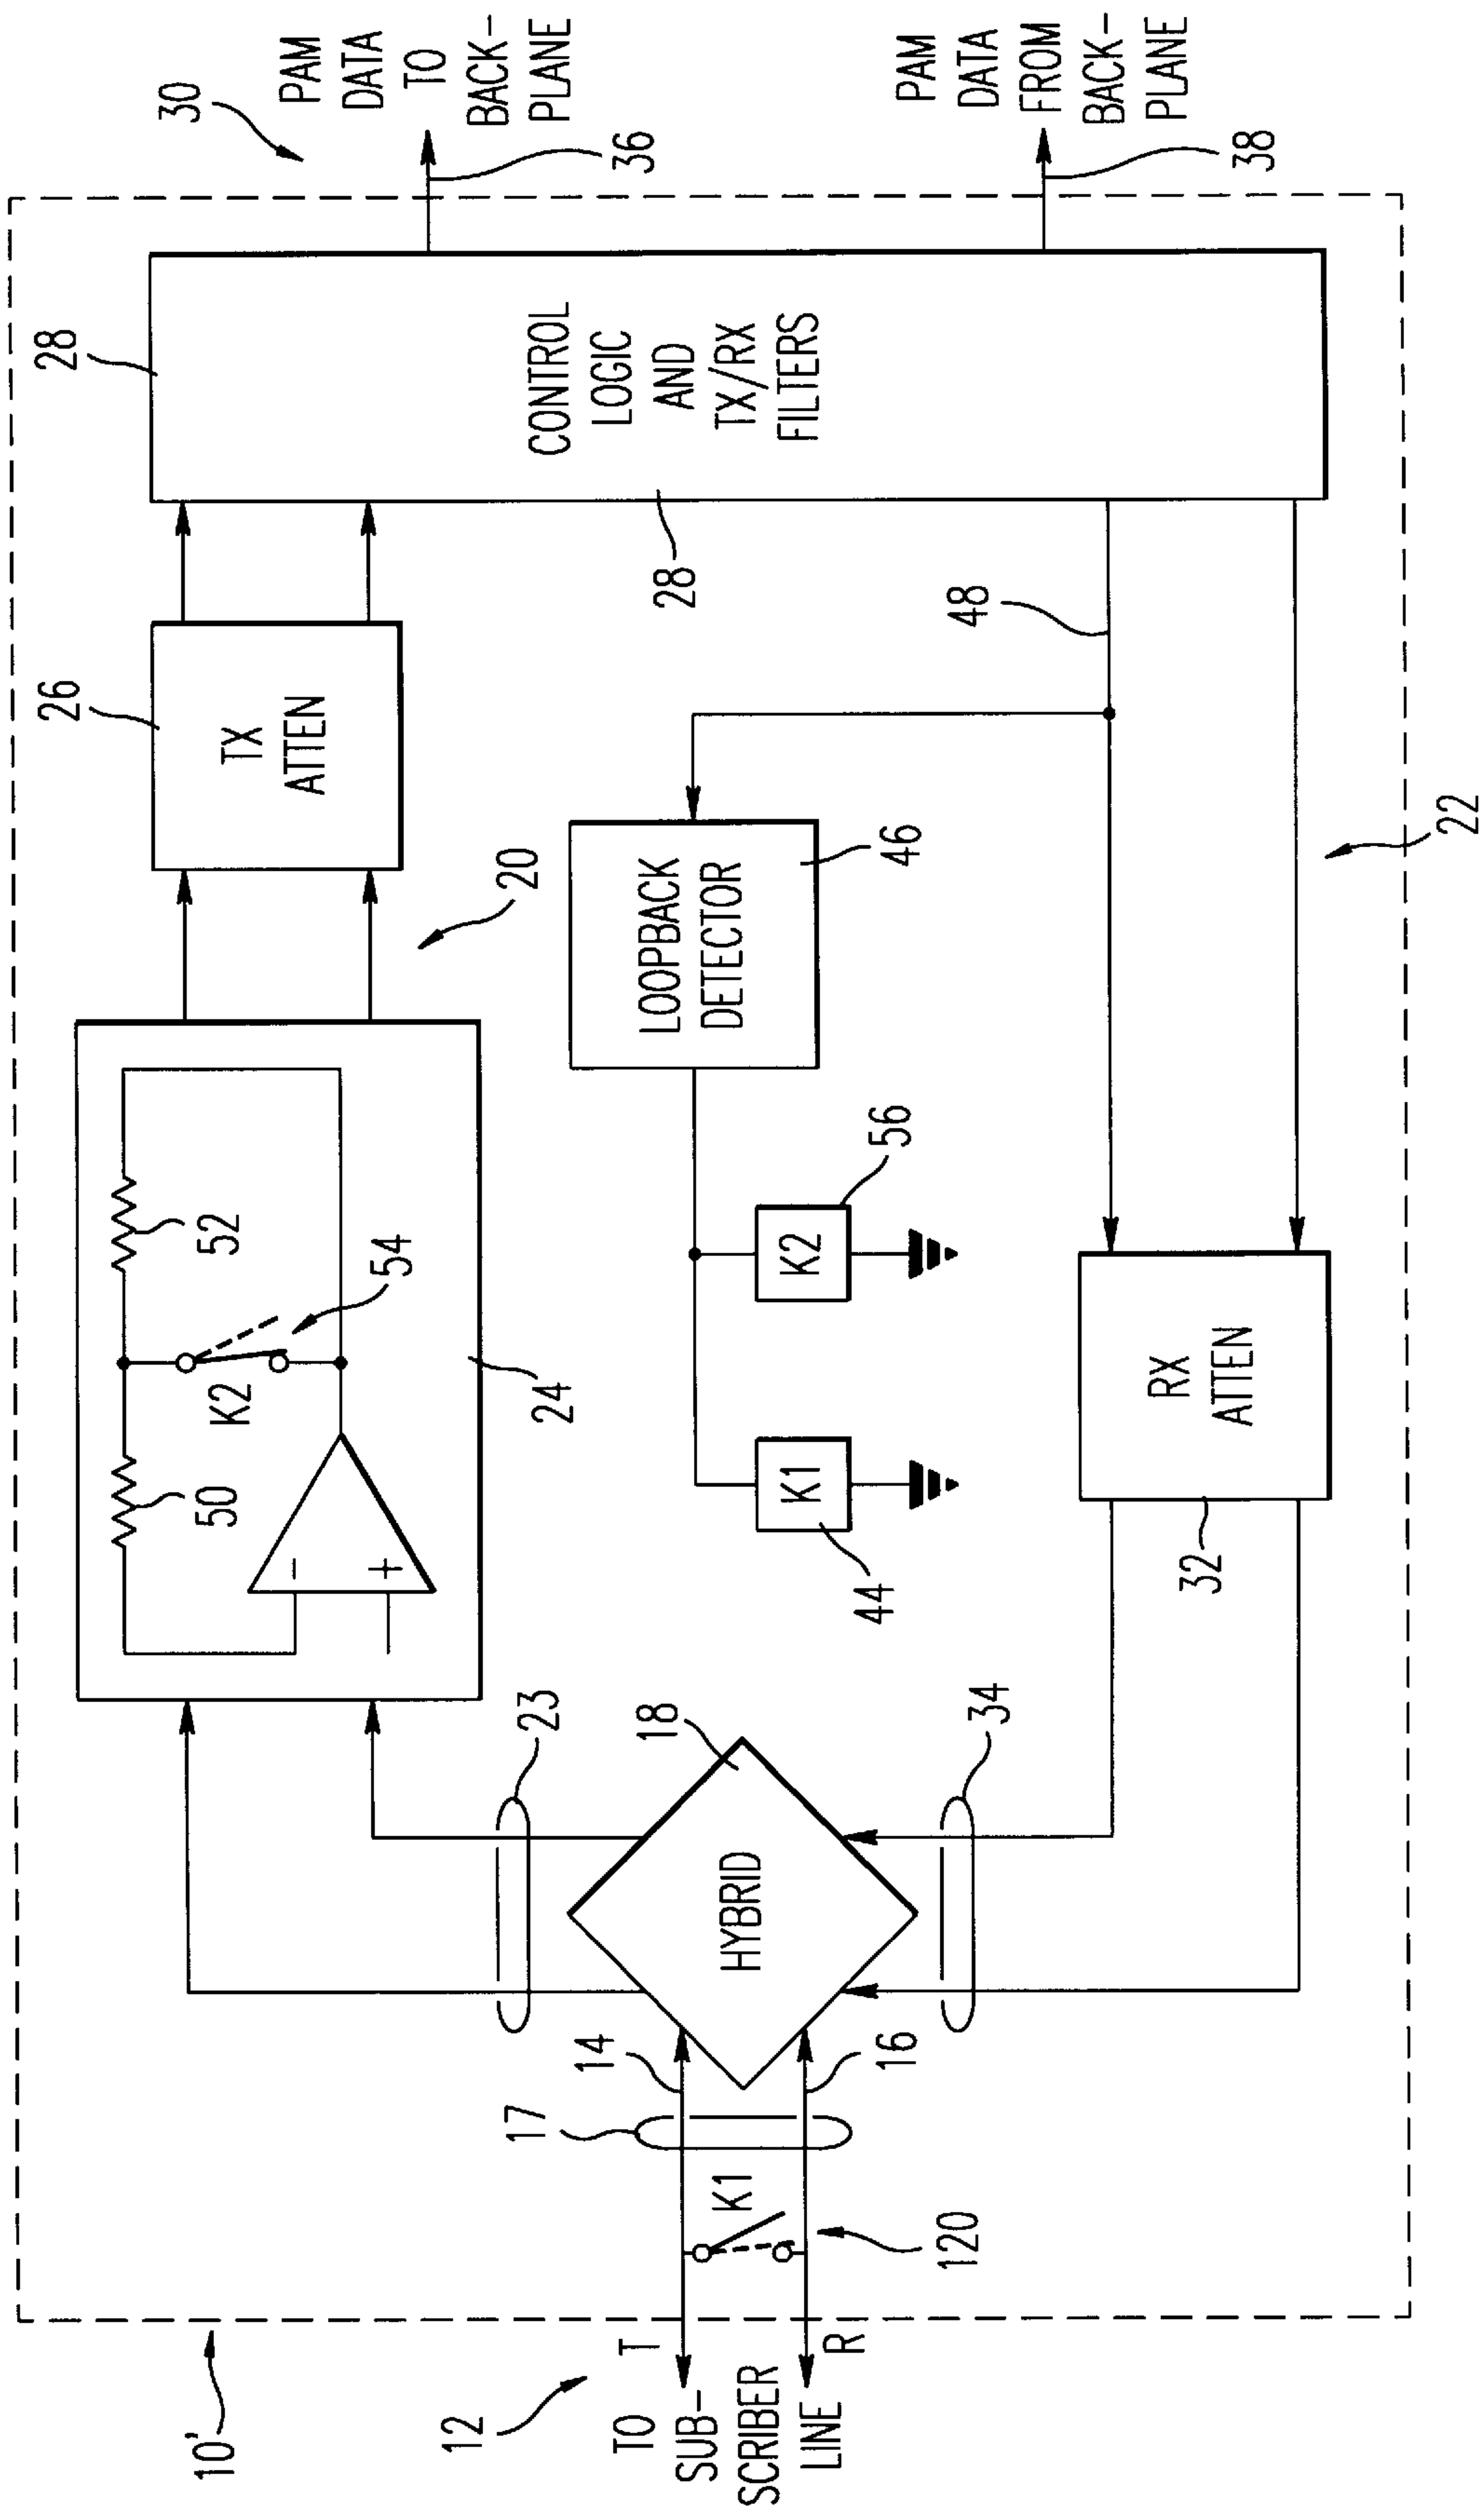 10'
12
TO
SUB-
SCRIBER
LINE
T
R
K1
120
17
14
16
HYBRID
18
23
34
50
52
K2
54
-
+
24
20
TX
ATTEN
26
K1
44
K2
56
LOOPBACK
DETECTOR
46
48
RX
ATTEN
32
22
28
CONTROL
LOGIC
AND
TX/RX
FILTERS
28
30
PAM
DATA
TO
BACK-
PLANE
36
PAM
DATA
FROM
BACK-
PLANE
38